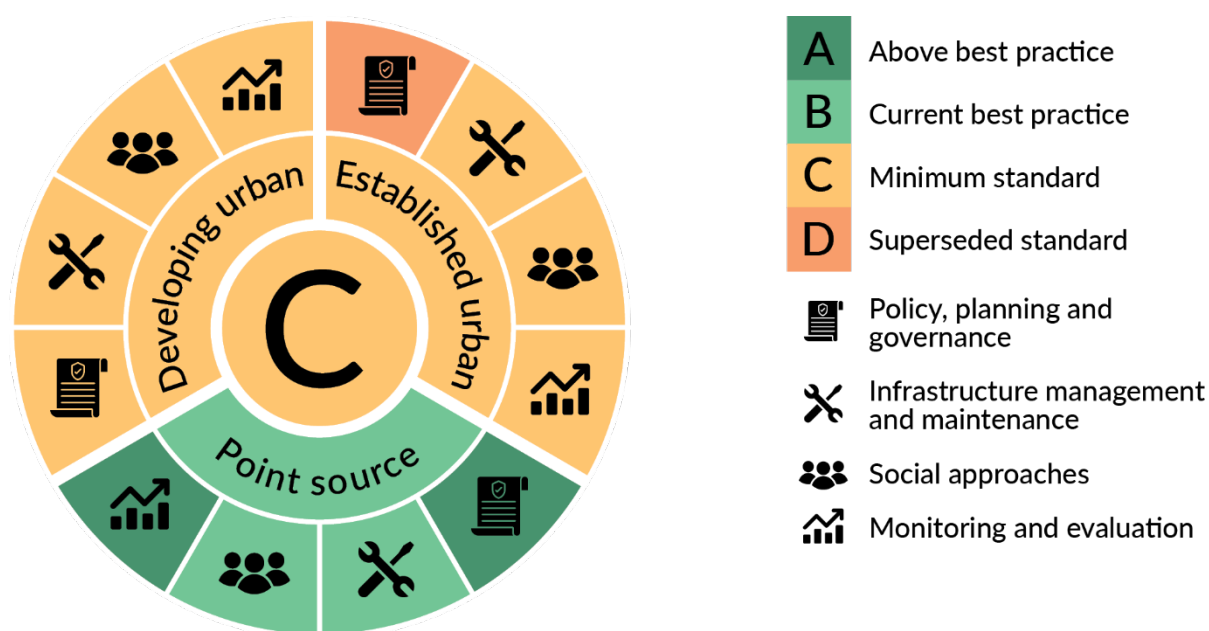 Developing urban
Established urban
C
Point source
A Above best practice
B Current best practice
C Minimum standard
D Superseded standard
Policy, planning and
governance
Infrastructure management
and maintenance
Social approaches
Monitoring and evaluation